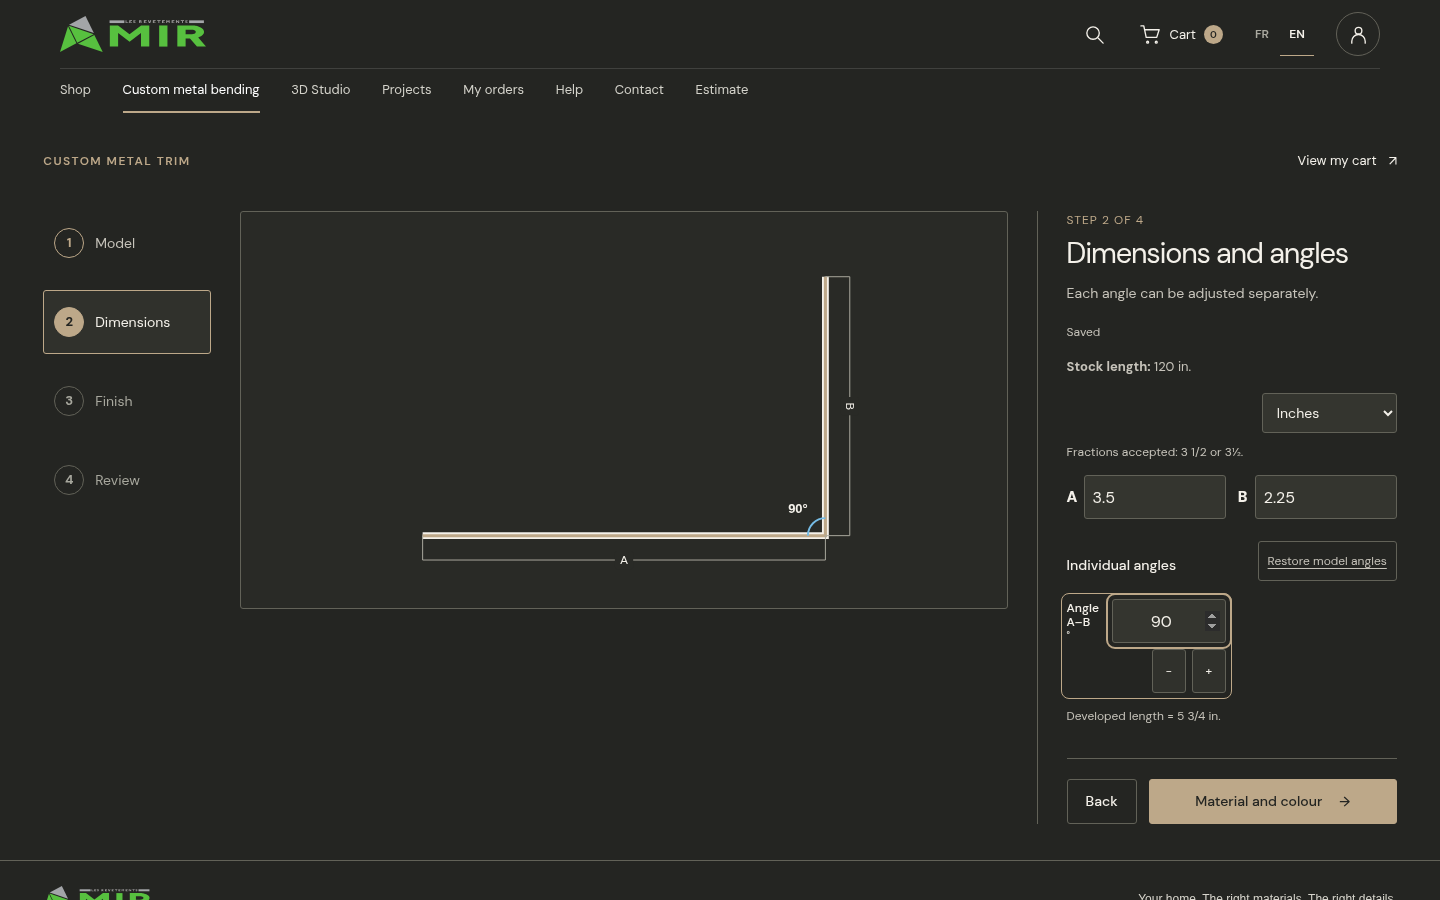 LES REVÊTEMENTS
MIR
Cart 0
FR EN
Shop Custom metal bending 3D Studio Projects My orders Help Contact Estimate
CUSTOM METAL TRIM
View my cart
1 Model
2 Dimensions
3 Finish
4 Review
B
90°
A
STEP 2 OF 4
Dimensions and angles
Each angle can be adjusted separately.
Saved
Stock length: 120 in.
Inches
Fractions accepted: 3 1/2 or 3½.
A 3.5 B 2.25
Individual angles
Restore model angles
Angle
A–B
°
90
− +
Developed length = 5 3/4 in.
Back
Material and colour →
LES REVÊTEMENTS
MIR
Your home. The right materials. The right details.